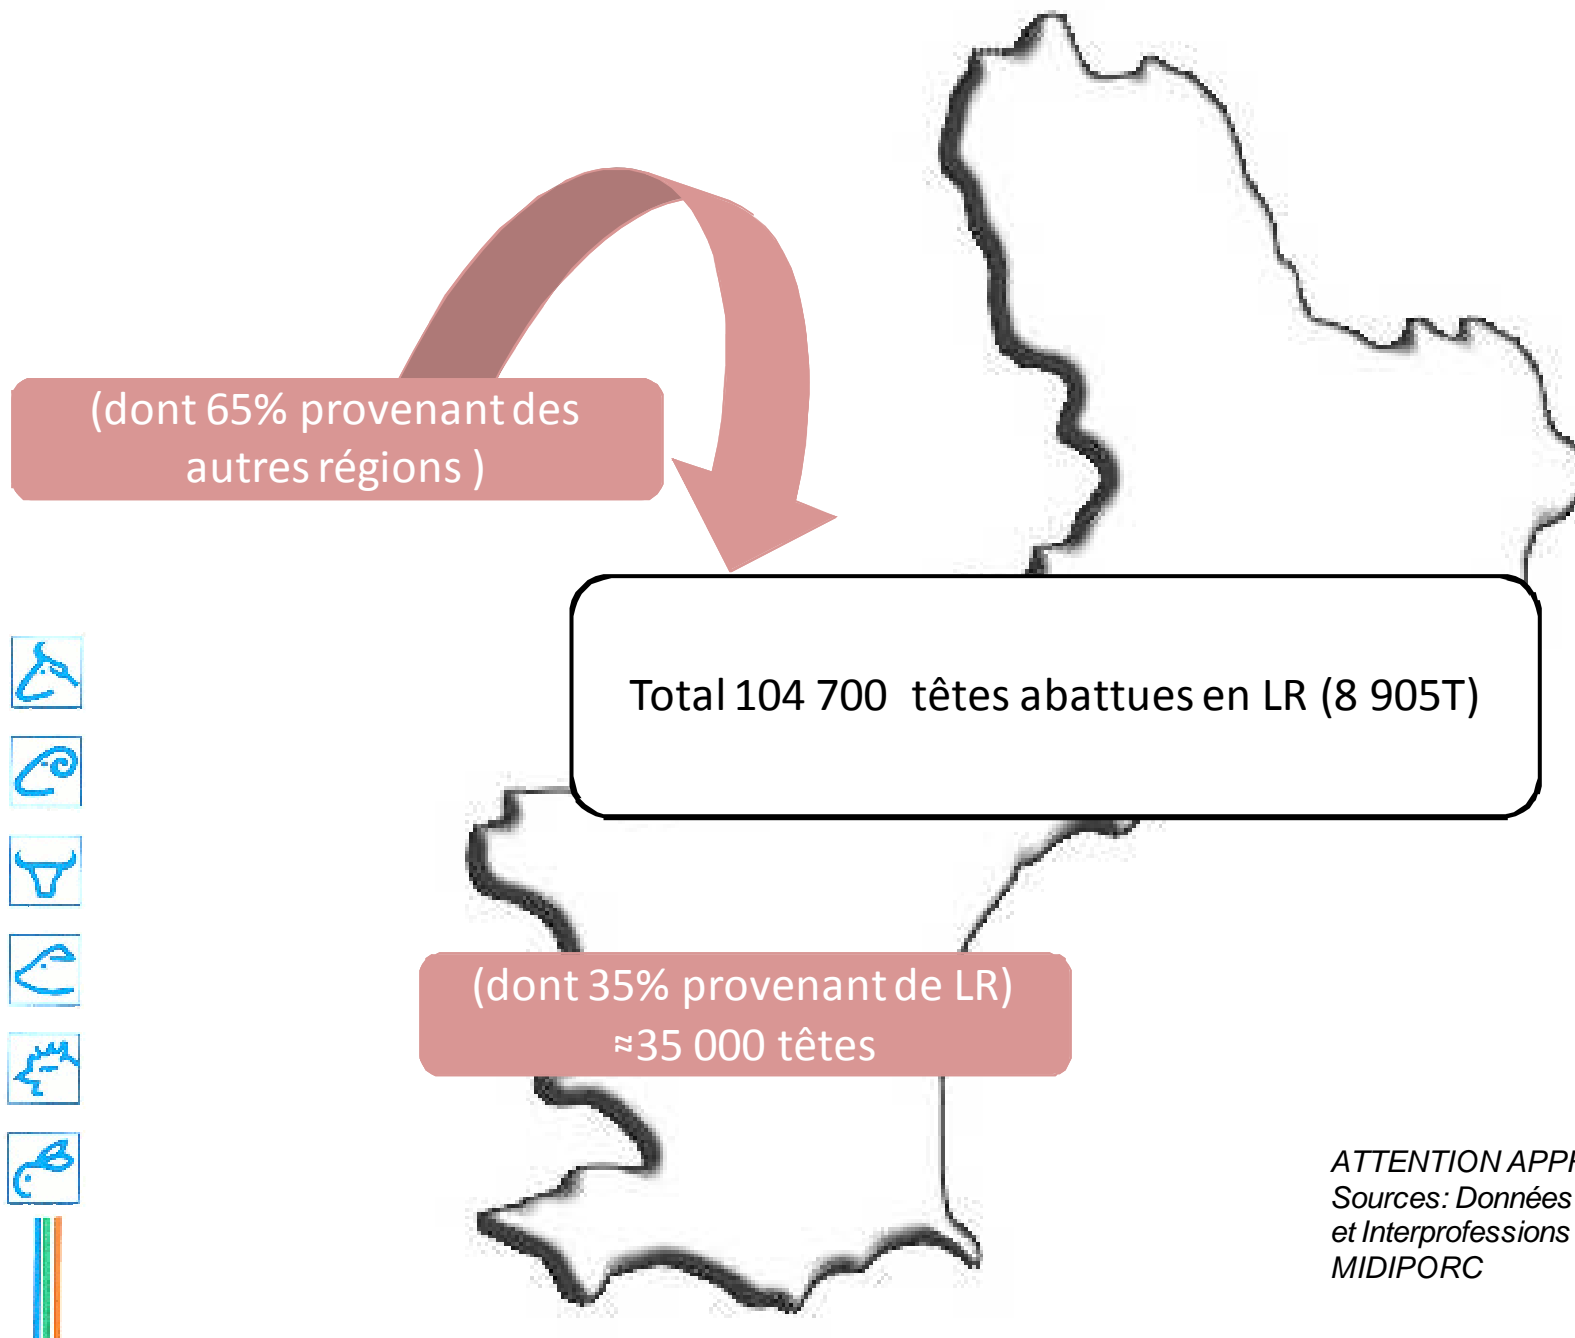 (dont 65% provenant des
autres régions )
Total 104 700 têtes abattues en LR (8 905T)
(dont 35% provenant de LR)
≈35 000 têtes
ATTENTION
Sources: Données
et Interprofessions
MIDIPORC